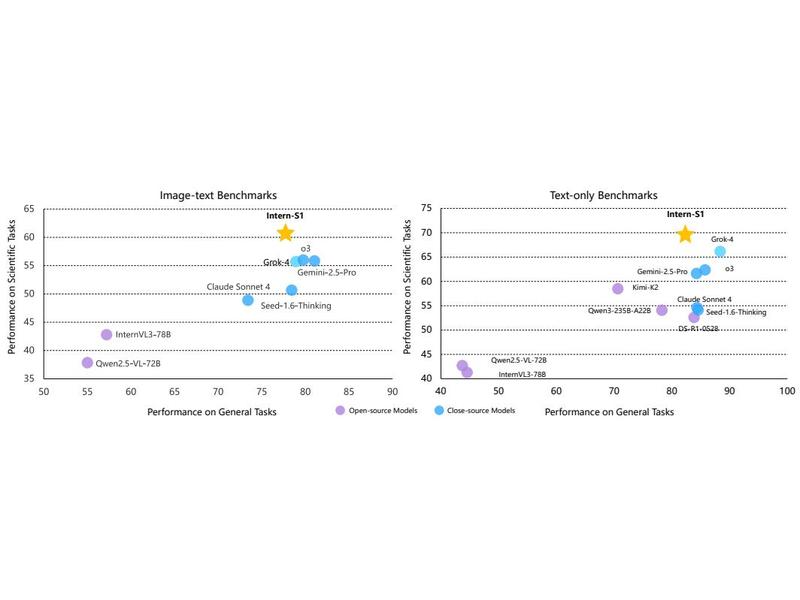 Image-text Benchmarks
Performance on Scientific Tasks
65
60
55
50
45
40
35
Intern-S1
o3
Grok-4
Gemini-2.5-Pro
Claude Sonnet 4
Seed-1.6-Thinking
InternVL3-78B
Qwen2.5-VL-72B
50
55
60
65
70
75
80
85
90
Performance on General Tasks
Text-only Benchmarks
Performance on Scientific Tasks
75
70
65
60
55
50
45
40
Intern-S1
Grok-4
o3
Gemini-2.5-Pro
Kimi-K2
Claude Sonnet 4
Qwen3-235B-A22B
Seed-1.6-Thinking
DS-R1-0528
Qwen2.5-VL-72B
InternVL3-78B
40
50
60
70
80
90
100
Performance on General Tasks
Open-source Models
Close-source Models